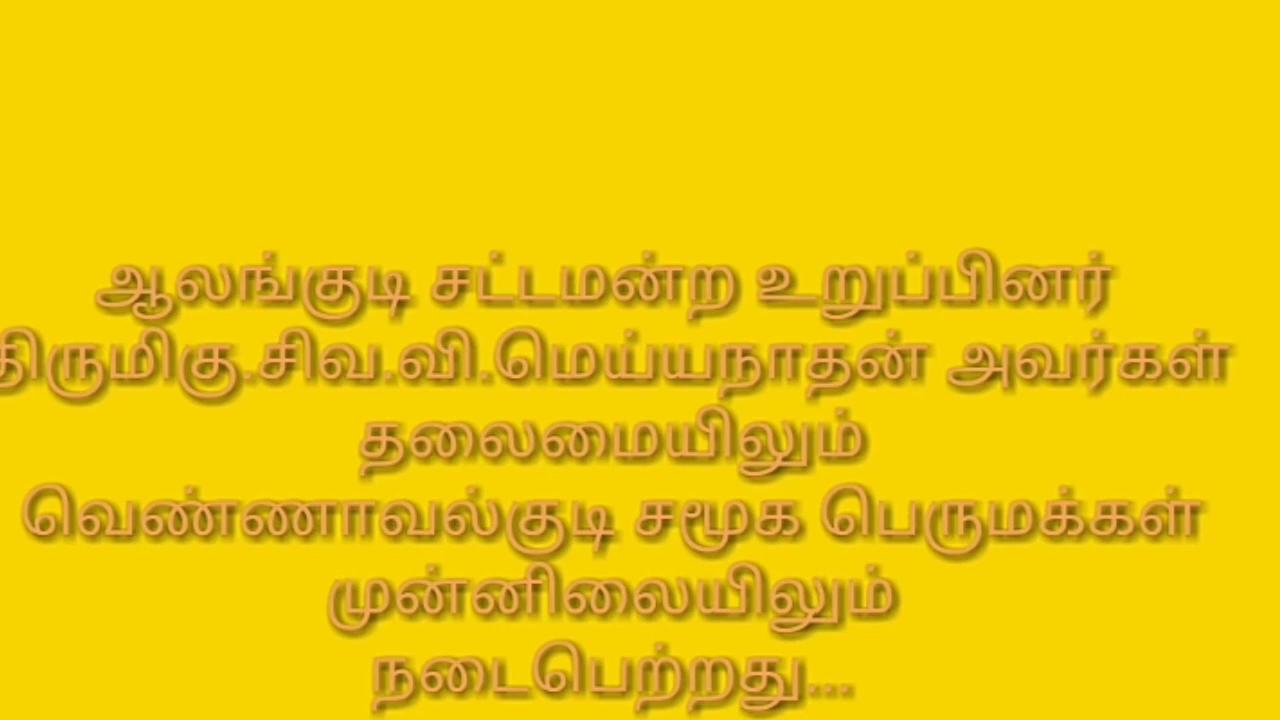 ஆலங்குடி சட்டமன்ற உறுப்பினர்
திருமிகு.சிவ.வி.மெய்யநாதன் அவர்கள்
தலைமையிலும்
வெண்ணாவல்குடி சமூக பெருமக்கள்
முன்னிலையிலும்
நடைபெற்றது...